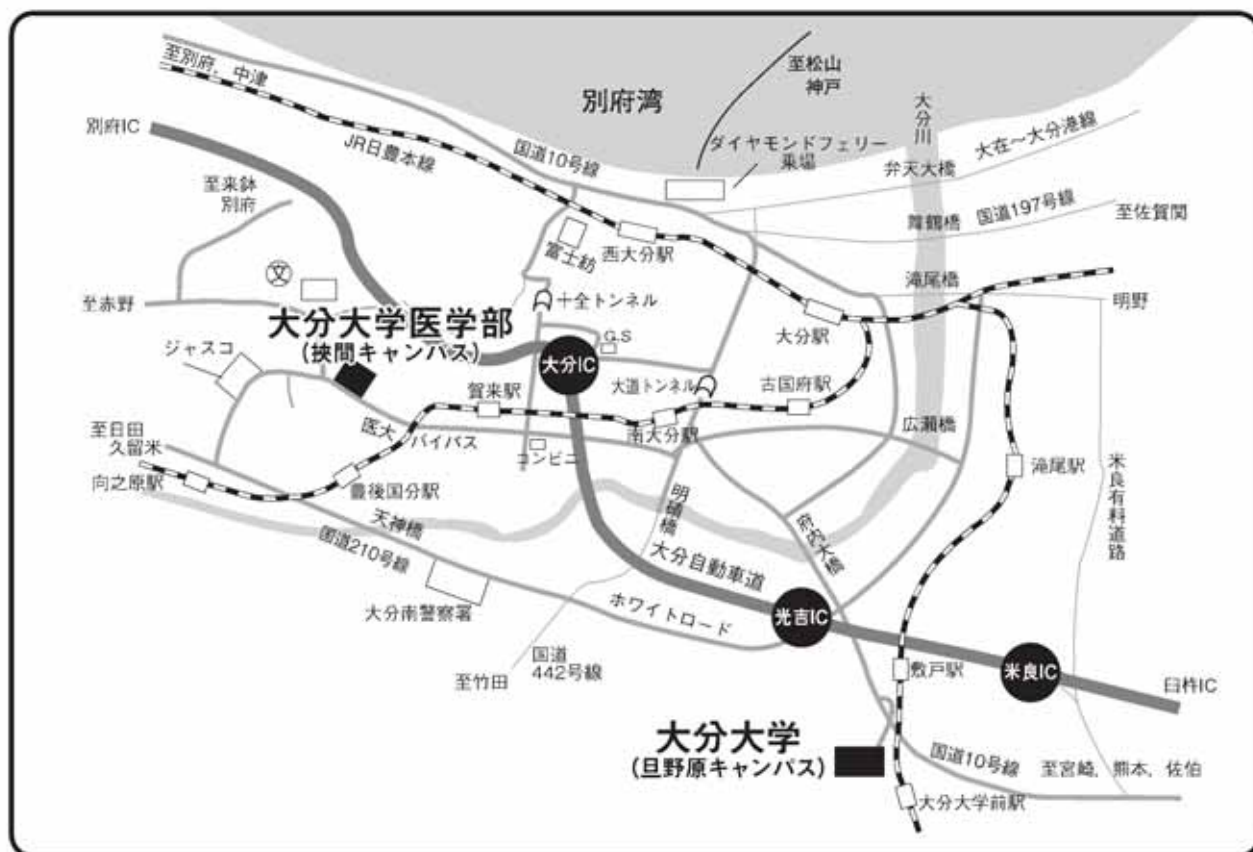 至別府，中津
別府IC
JR日豊本線
国道10号線
別府湾
至松山
神戸
ダイヤモンドフェリー
乗場
大分川
弁天大橋
大在〜大分港線
舞鶴橋
国道197号線
至佐賀関
至来鉢
別府
富士紡
西大分駅
滝尾橋
明野
至赤野
文
大分大学医学部
(挾間キャンパス)
十全トンネル
G.S
大分IC
大分駅
ジャスコ
賀来駅
大道トンネル
古国府駅
至日田
久留米
医大
バイパス
コンビニ
南大分駅
広瀬橋
滝尾駅
米良有料道路
向之原駅
豊後国分駅
天神橋
明磧橋
府内大橋
国道210号線
大分南警察署
大分自動車道
ホワイトロード
光吉IC
国道
442号線
至竹田
敷戸駅
米良IC
臼杵IC
大分大学
(旦野原キャンパス)
国道10号線
至宮崎，熊本，佐伯
大分大学前駅